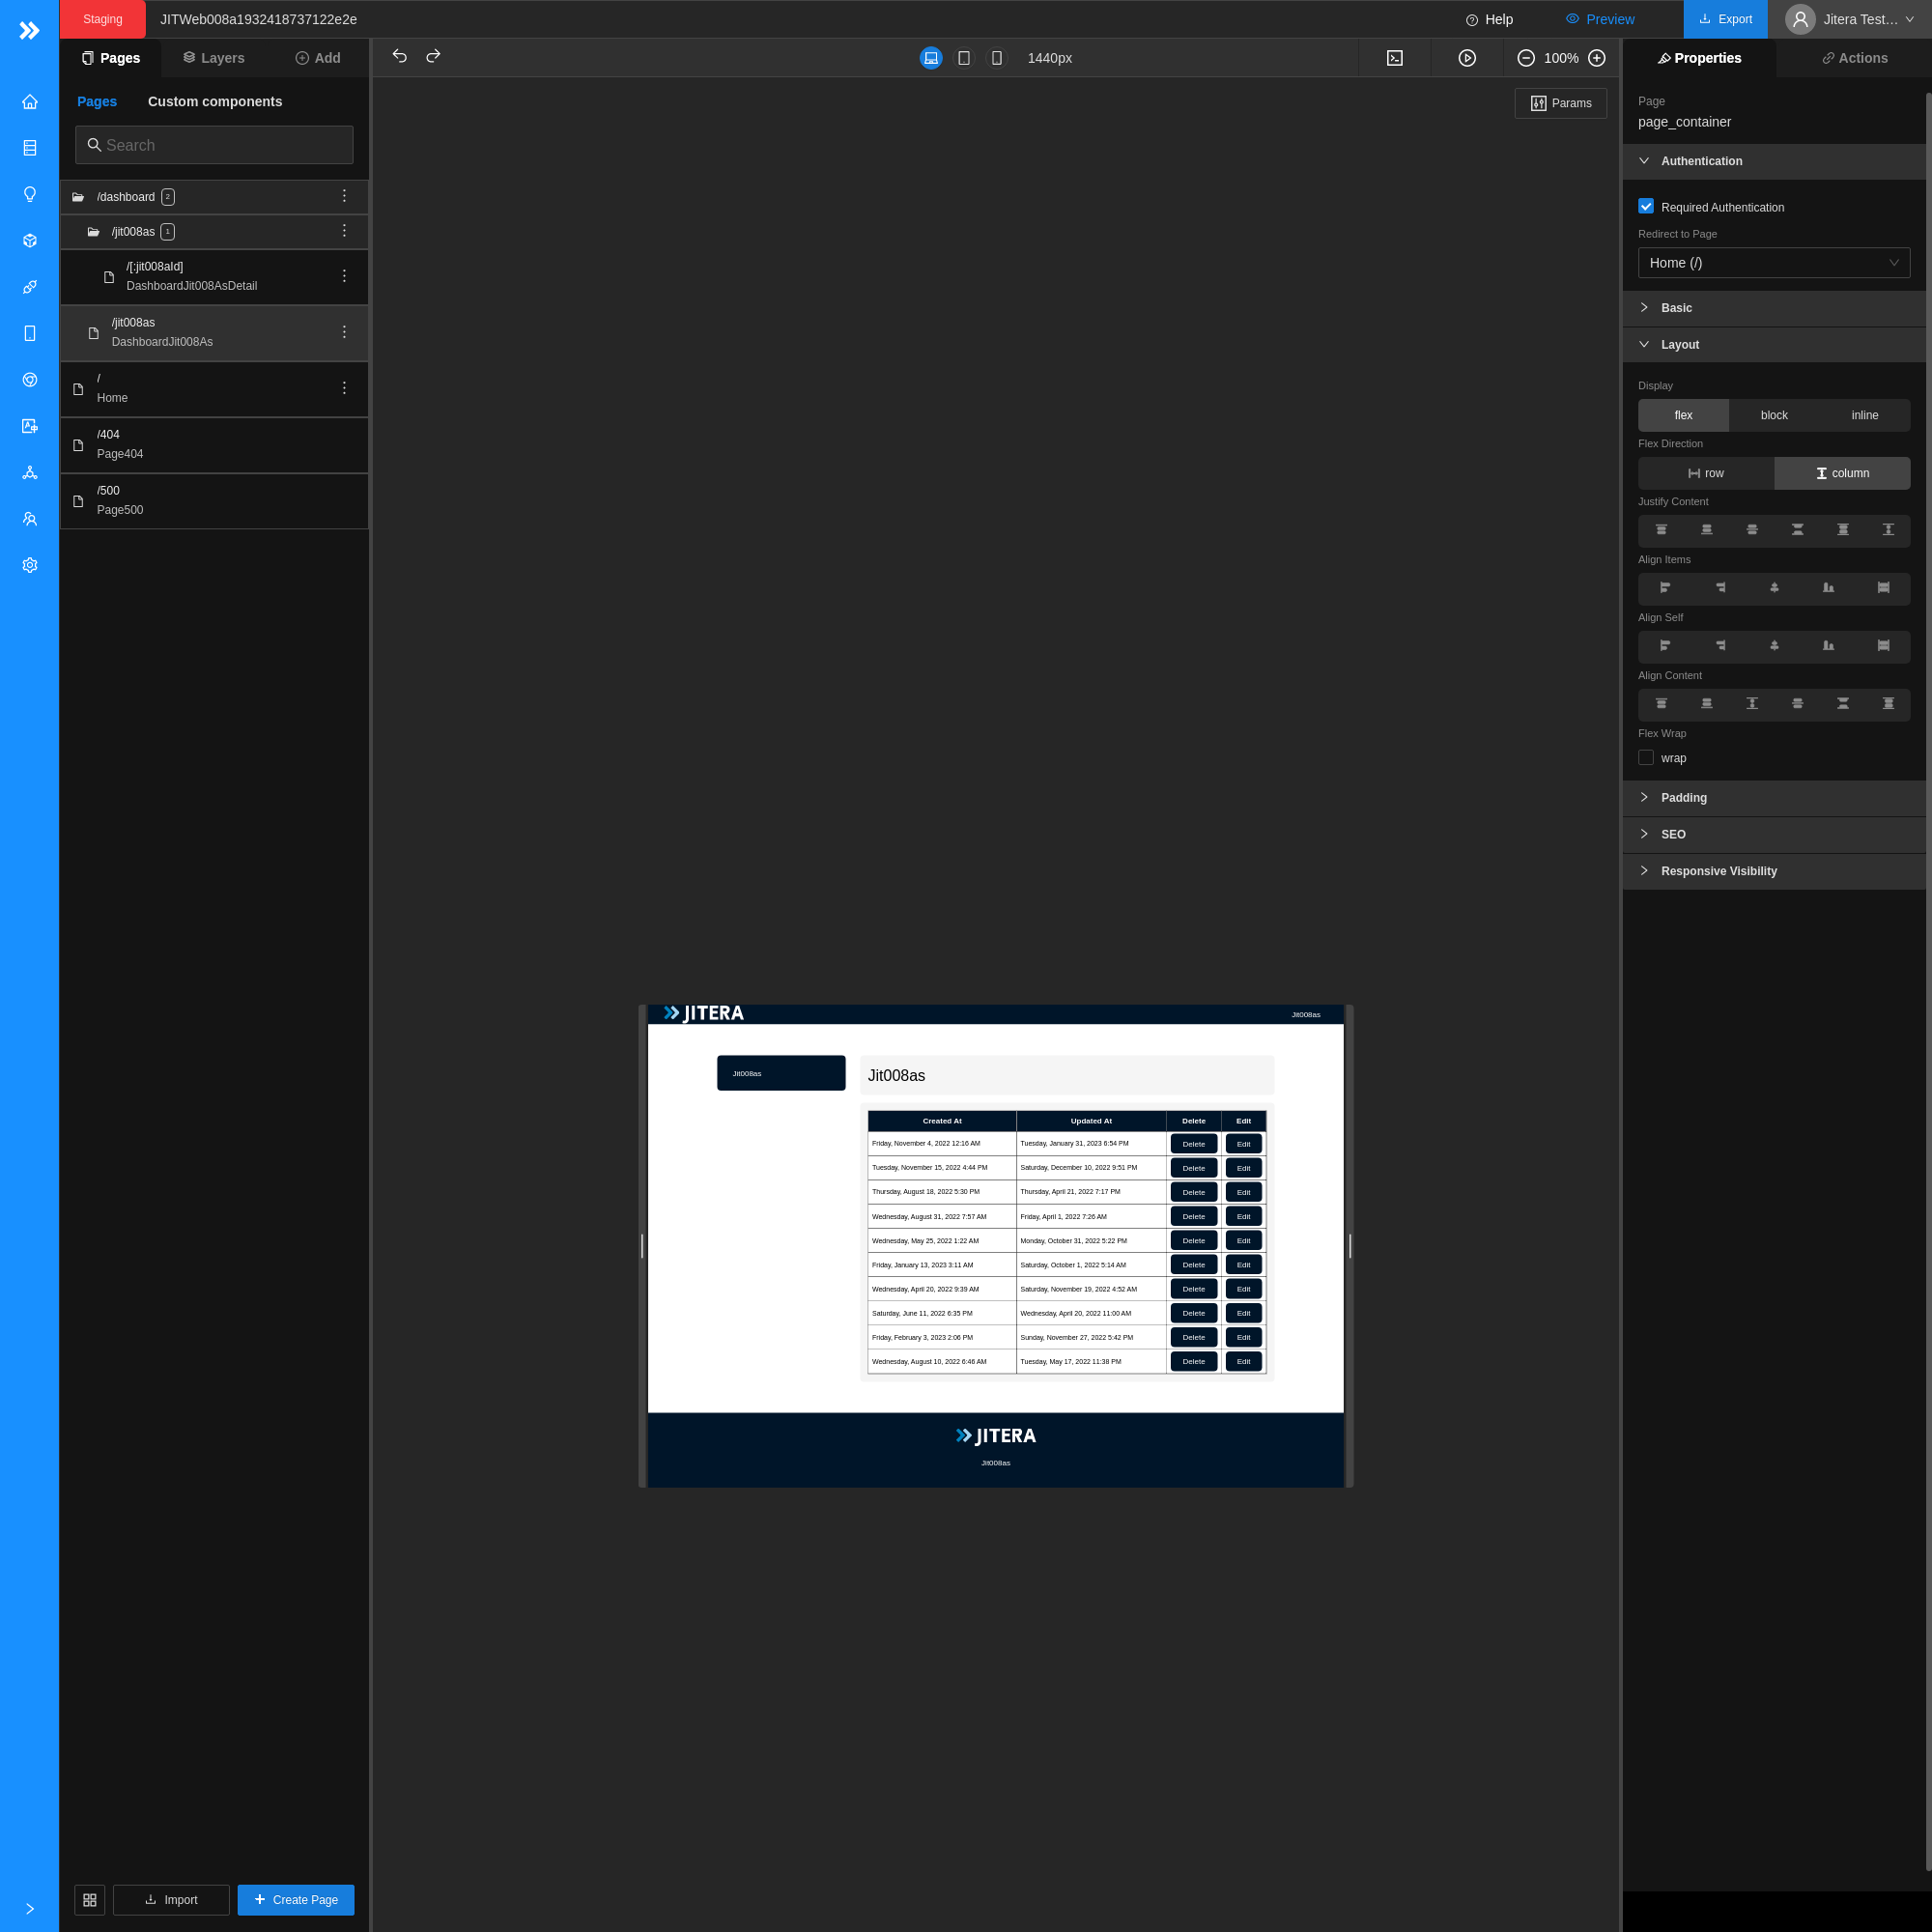 Staging
JITWeb008a1932418737122e2e
Help
Preview
Export
Jitera Test…
Pages
Layers
Add
1440px
100%
Properties
Actions
Pages
Custom components
Search
Params
/dashboard 2
/jit008as 1
/[:jit008aId]
DashboardJit008AsDetail
/jit008as
DashboardJit008As
/
Home
/404
Page404
/500
Page500
Import
Create Page
JITERA
Jit008as
Jit008as
Jit008as
Created At Updated At Delete Edit
Friday, November 4, 2022 12:16 AM Tuesday, January 31, 2023 6:54 PM Delete Edit
Tuesday, November 15, 2022 4:44 PM Saturday, December 10, 2022 9:51 PM Delete Edit
Thursday, August 18, 2022 5:30 PM Thursday, April 21, 2022 7:17 PM Delete Edit
Wednesday, August 31, 2022 7:57 AM Friday, April 1, 2022 7:26 AM Delete Edit
Wednesday, May 25, 2022 1:22 AM Monday, October 31, 2022 5:22 PM Delete Edit
Friday, January 13, 2023 3:11 AM Saturday, October 1, 2022 5:14 AM Delete Edit
Wednesday, April 20, 2022 9:39 AM Saturday, November 19, 2022 4:52 AM Delete Edit
Saturday, June 11, 2022 6:35 PM Wednesday, April 20, 2022 11:00 AM Delete Edit
Friday, February 3, 2023 2:06 PM Sunday, November 27, 2022 5:42 PM Delete Edit
Wednesday, August 10, 2022 6:46 AM Tuesday, May 17, 2022 11:38 PM Delete Edit
JITERA
Jit008as
Page
page_container
Authentication
Required Authentication
Redirect to Page
Home (/)
Basic
Layout
Display
flex block inline
Flex Direction
row column
Justify Content
Align Items
Align Self
Align Content
Flex Wrap
wrap
Padding
SEO
Responsive Visibility